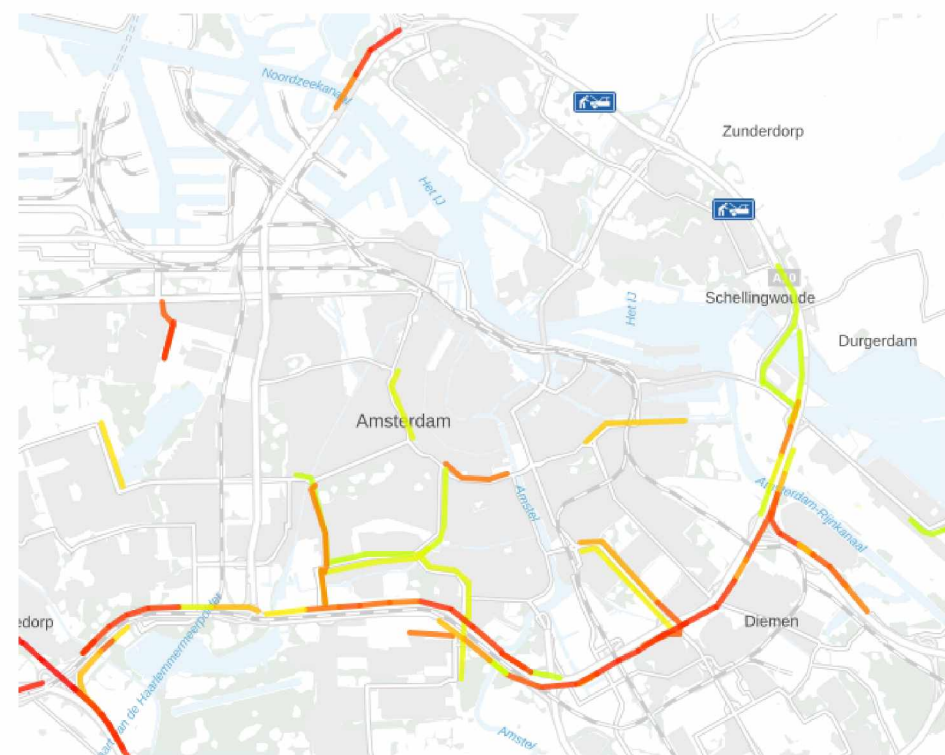 Noordzeekanaal
Zunderdorp
Het IJ
A10
Schellingwoude
Het IJ
Durgerdam
Amsterdam
Amstel
Amsterdam-Rijnkanaal
edorp
Diemen
art van de Haarlemmermeerpolder
Amstel